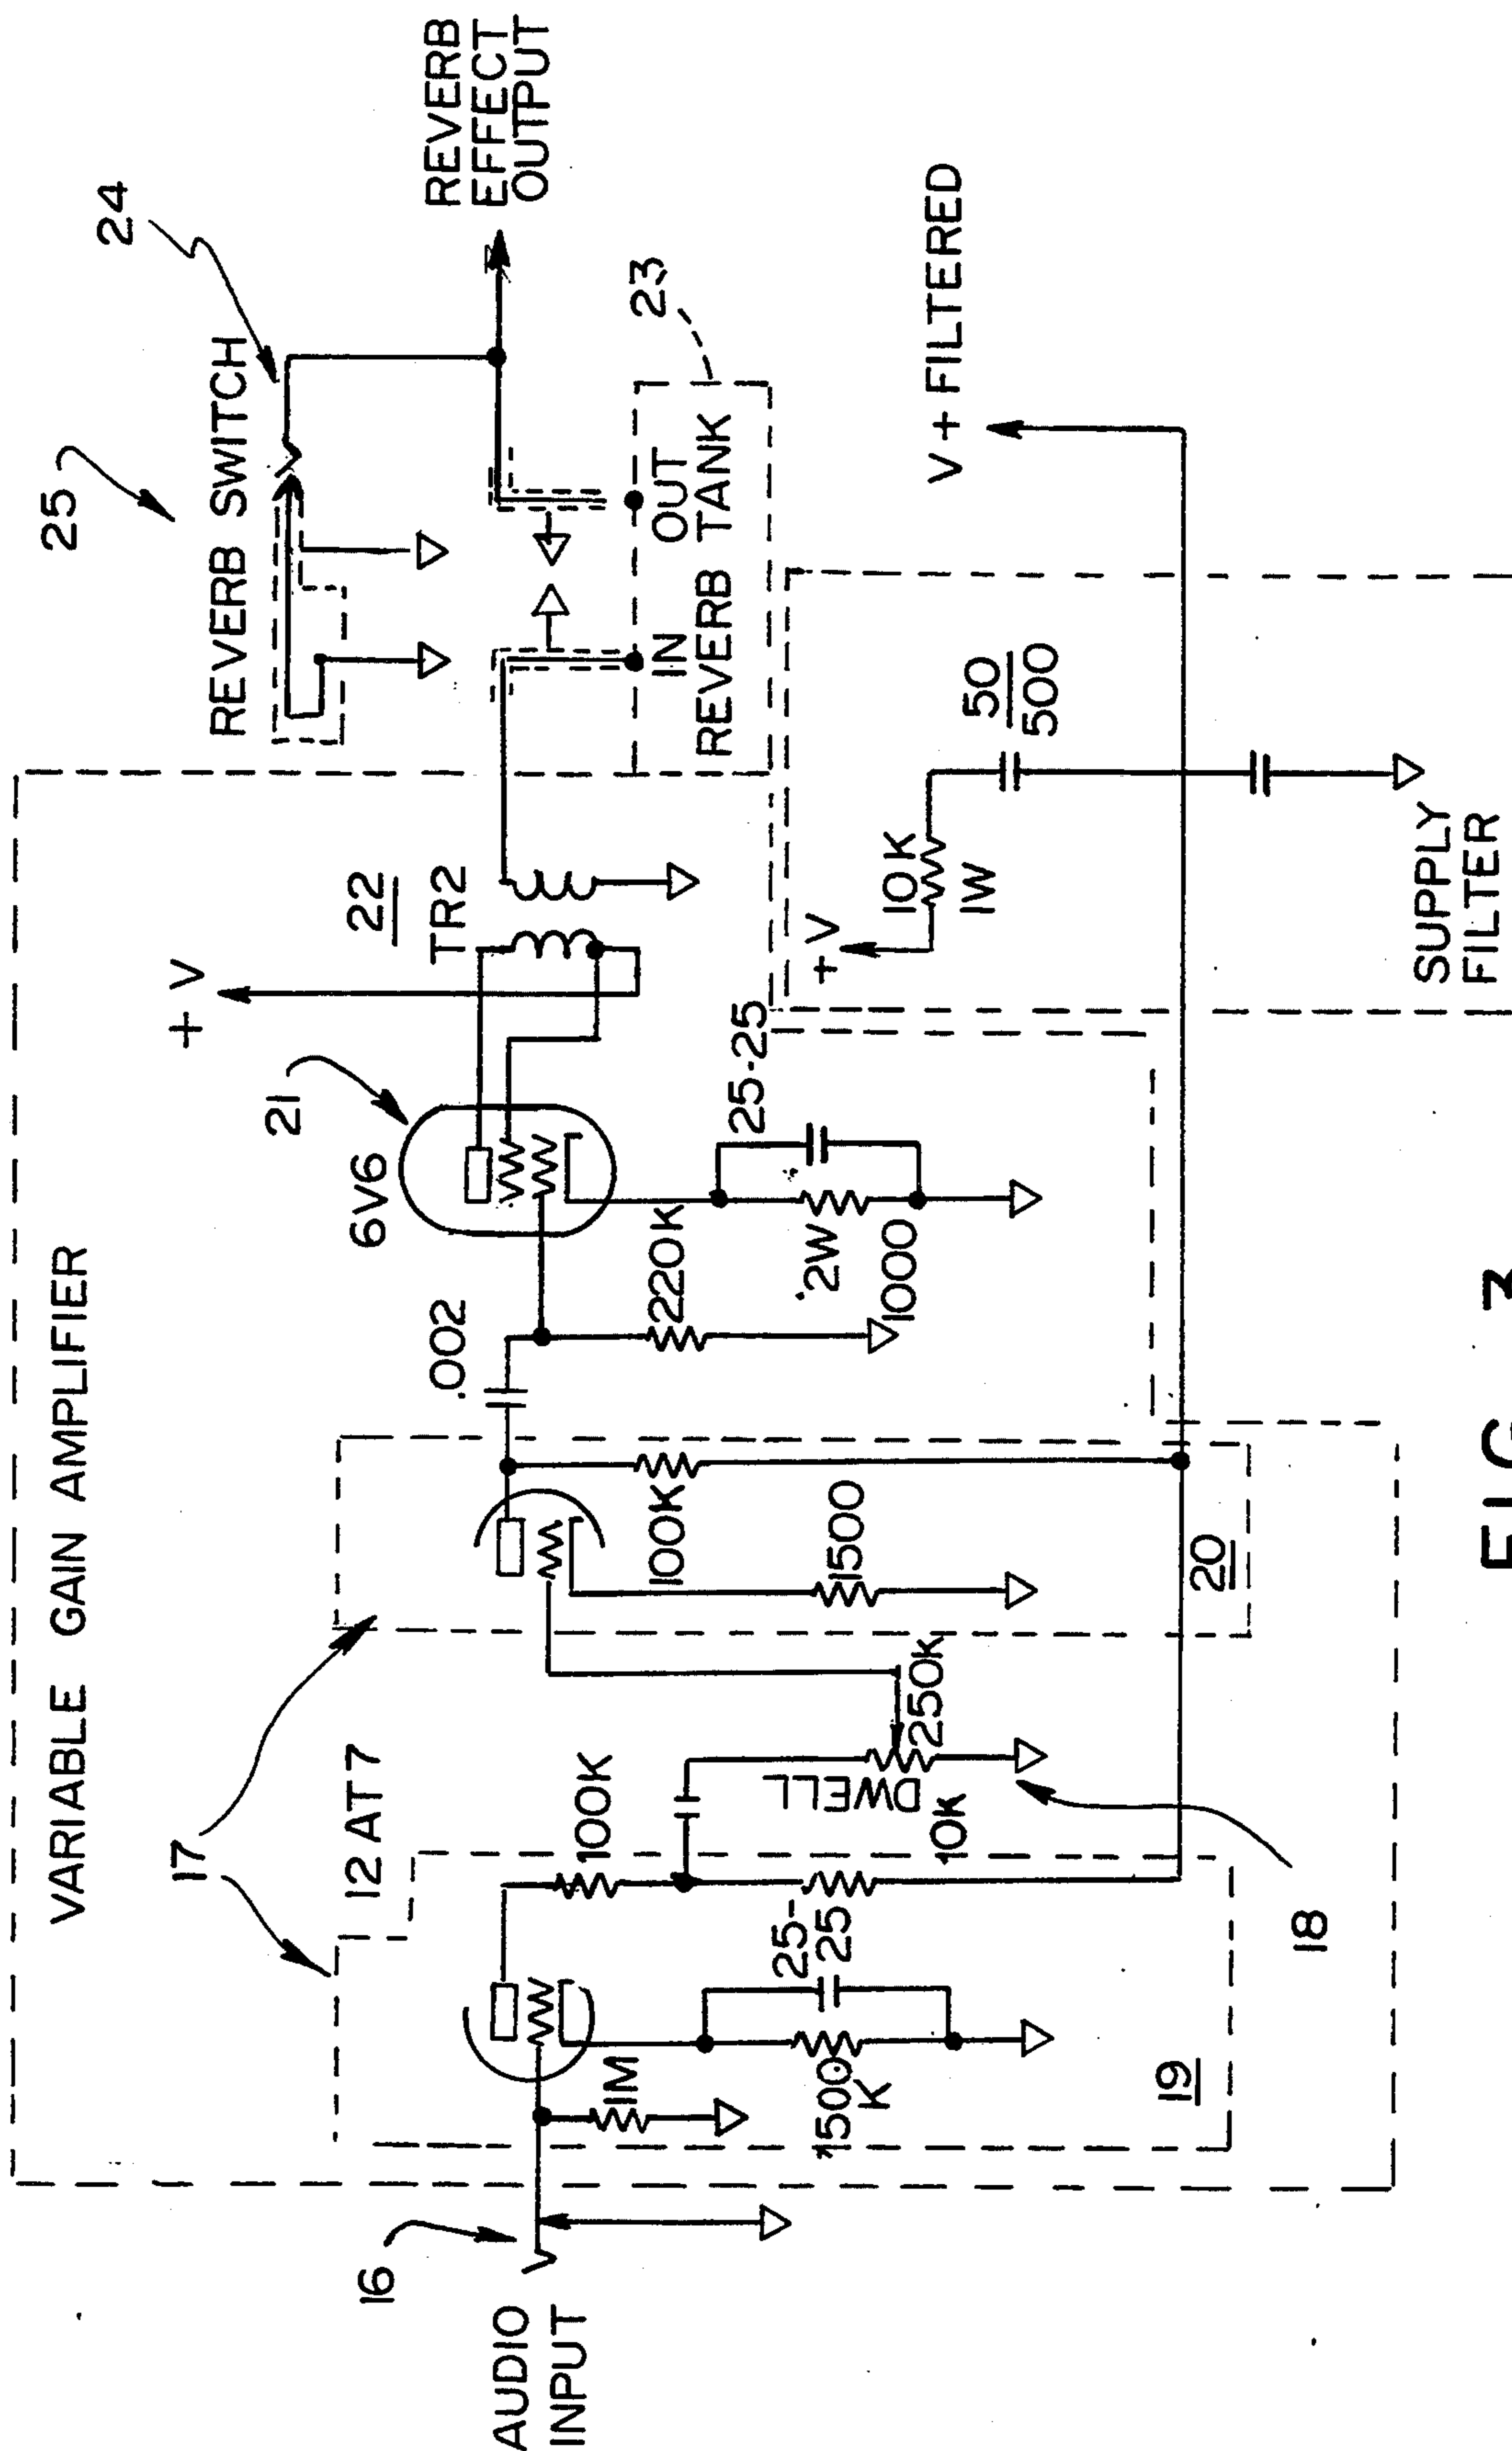 VARIABLE GAIN AMPLIFIER
17
12AT7
16
AUDIO
INPUT
1M
1500
K
25-
25
100K
10K
19
DWELL
250K
18
100K
1500
20
.002
220K
6V6
21
2W
1000
25-25
+V
22
TR2
25
REVERB SWITCH
24
REVERB
EFFECT
OUTPUT
IN
OUT
REVERB TANK
23
+V
10K
1W
50
500
V + FILTERED
SUPPLY
FILTER
FIG. 3